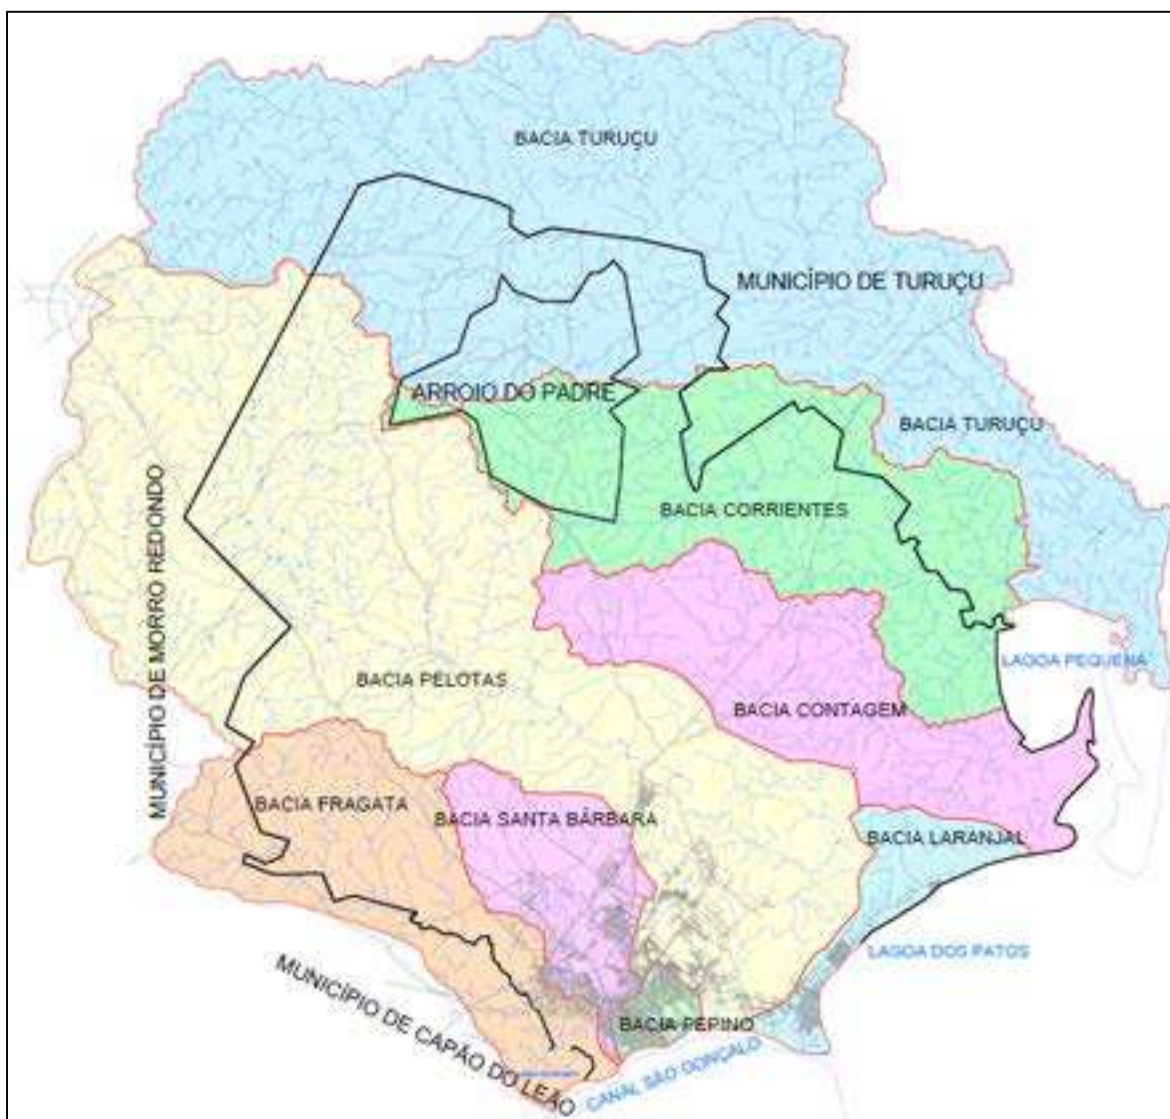 BACIA TURUÇU
MUNICÍPIO DE TURUÇU
ARROIO DO PADRE
BACIA TURUÇU
BACIA CORRIENTES
MUNICÍPIO DE MORRO REDONDO
LAGOA PEQUENA
BACIA PELOTAS
BACIA CONTAGEM
BACIA FRAGATA
BACIA SANTA BÁRBARA
BACIA LARANJAL
LAGOA DOS PATOS
MUNICÍPIO DE CAPÃO DO LEÃO
BACIA PEPINO
CANAL SÃO GONÇALO